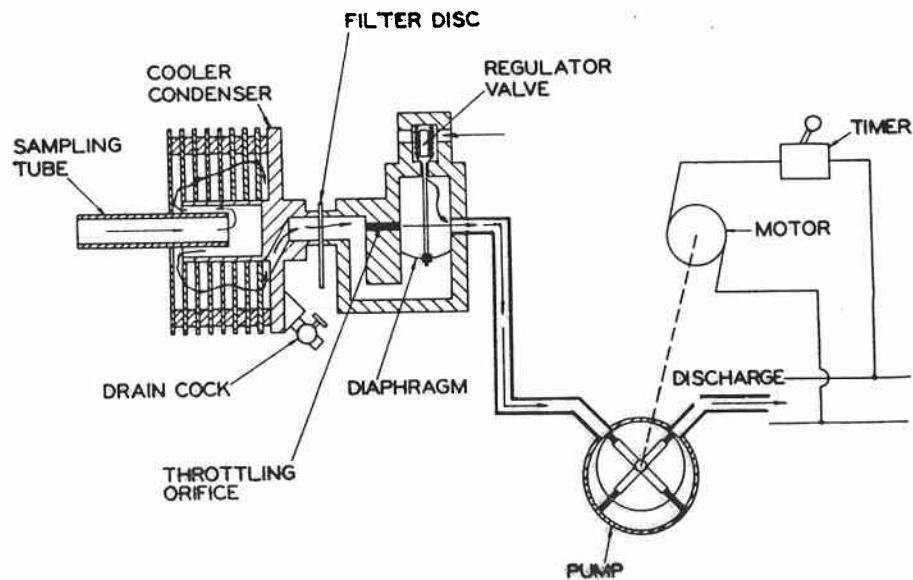 FILTER DISC
COOLER
CONDENSER
REGULATOR
VALVE
SAMPLING
TUBE
TIMER
MOTOR
DRAIN COCK
DIAPHRAGM
DISCHARGE
THROTTLING
ORIFICE
PUMP